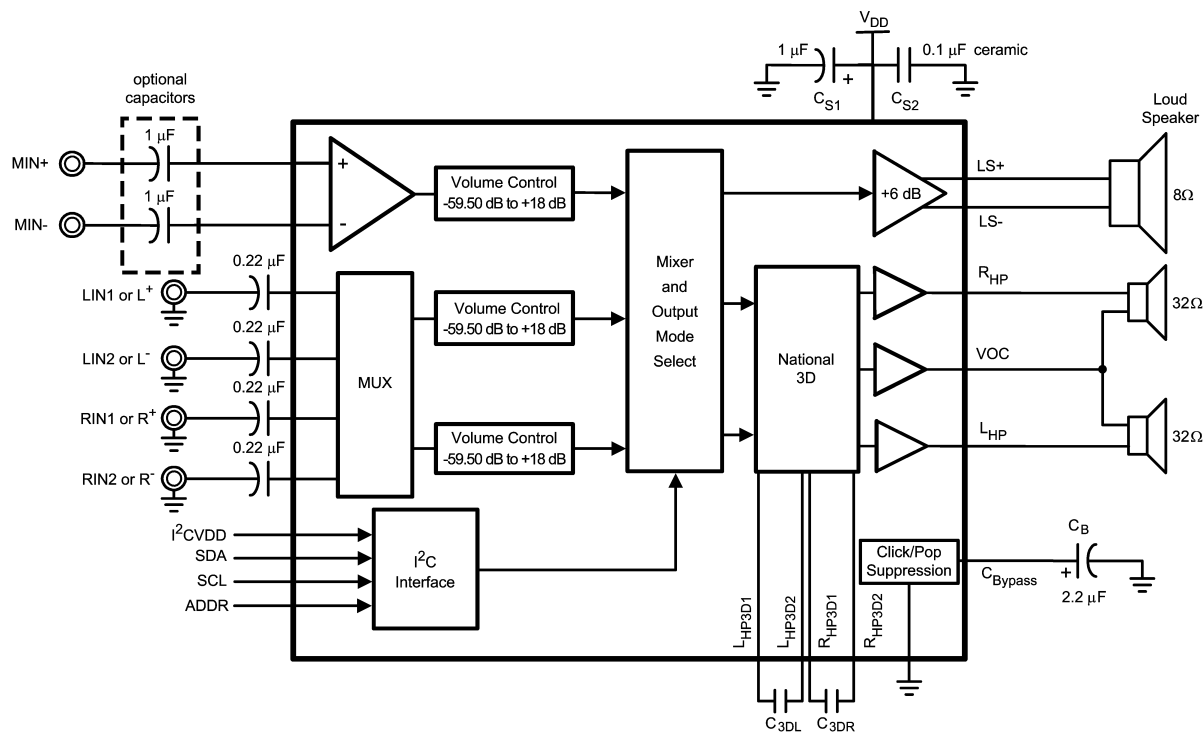 V_DD
1 µF
0.1 µF ceramic
+
C_S1
C_S2
optional
capacitors
Loud
Speaker
1 µF
MIN+
+
Volume Control
-59.50 dB to +18 dB
+6 dB
LS+
8Ω
1 µF
MIN-
-
LS-
0.22 µF
LIN1 or L⁺
Volume Control
-59.50 dB to +18 dB
Mixer
and
Output
Mode
Select
R_HP
32Ω
0.22 µF
LIN2 or L⁻
MUX
National
3D
VOC
0.22 µF
RIN1 or R⁺
Volume Control
-59.50 dB to +18 dB
L_HP
32Ω
0.22 µF
RIN2 or R⁻
I²CVDD
SDA
SCL
ADDR
I²C
Interface
Click/Pop
Suppression
C_Bypass
C_B
+
2.2 µF
L_HP3D1
L_HP3D2
R_HP3D1
R_HP3D2
C_3DL
C_3DR